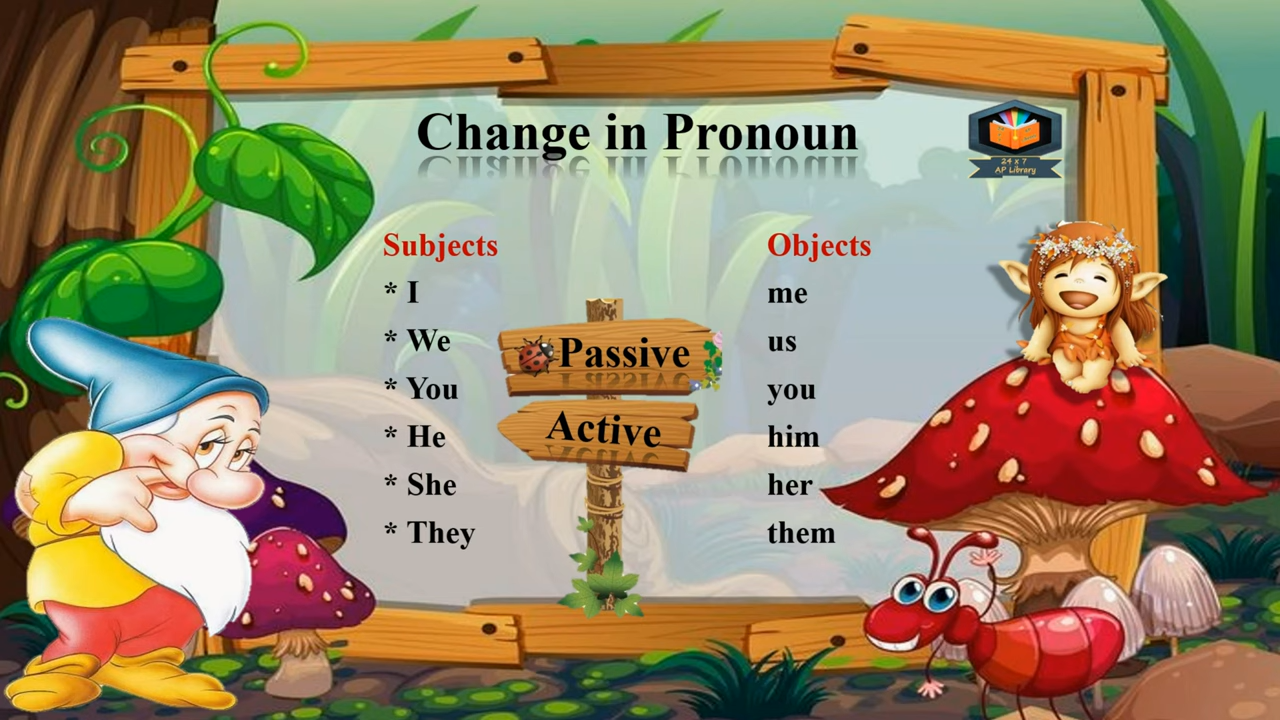 Change in Pronoun
24 x 7
AP Library
Subjects
Objects
* I
me
* We
us
* You
you
* He
him
* She
her
* They
them
Passive
Active